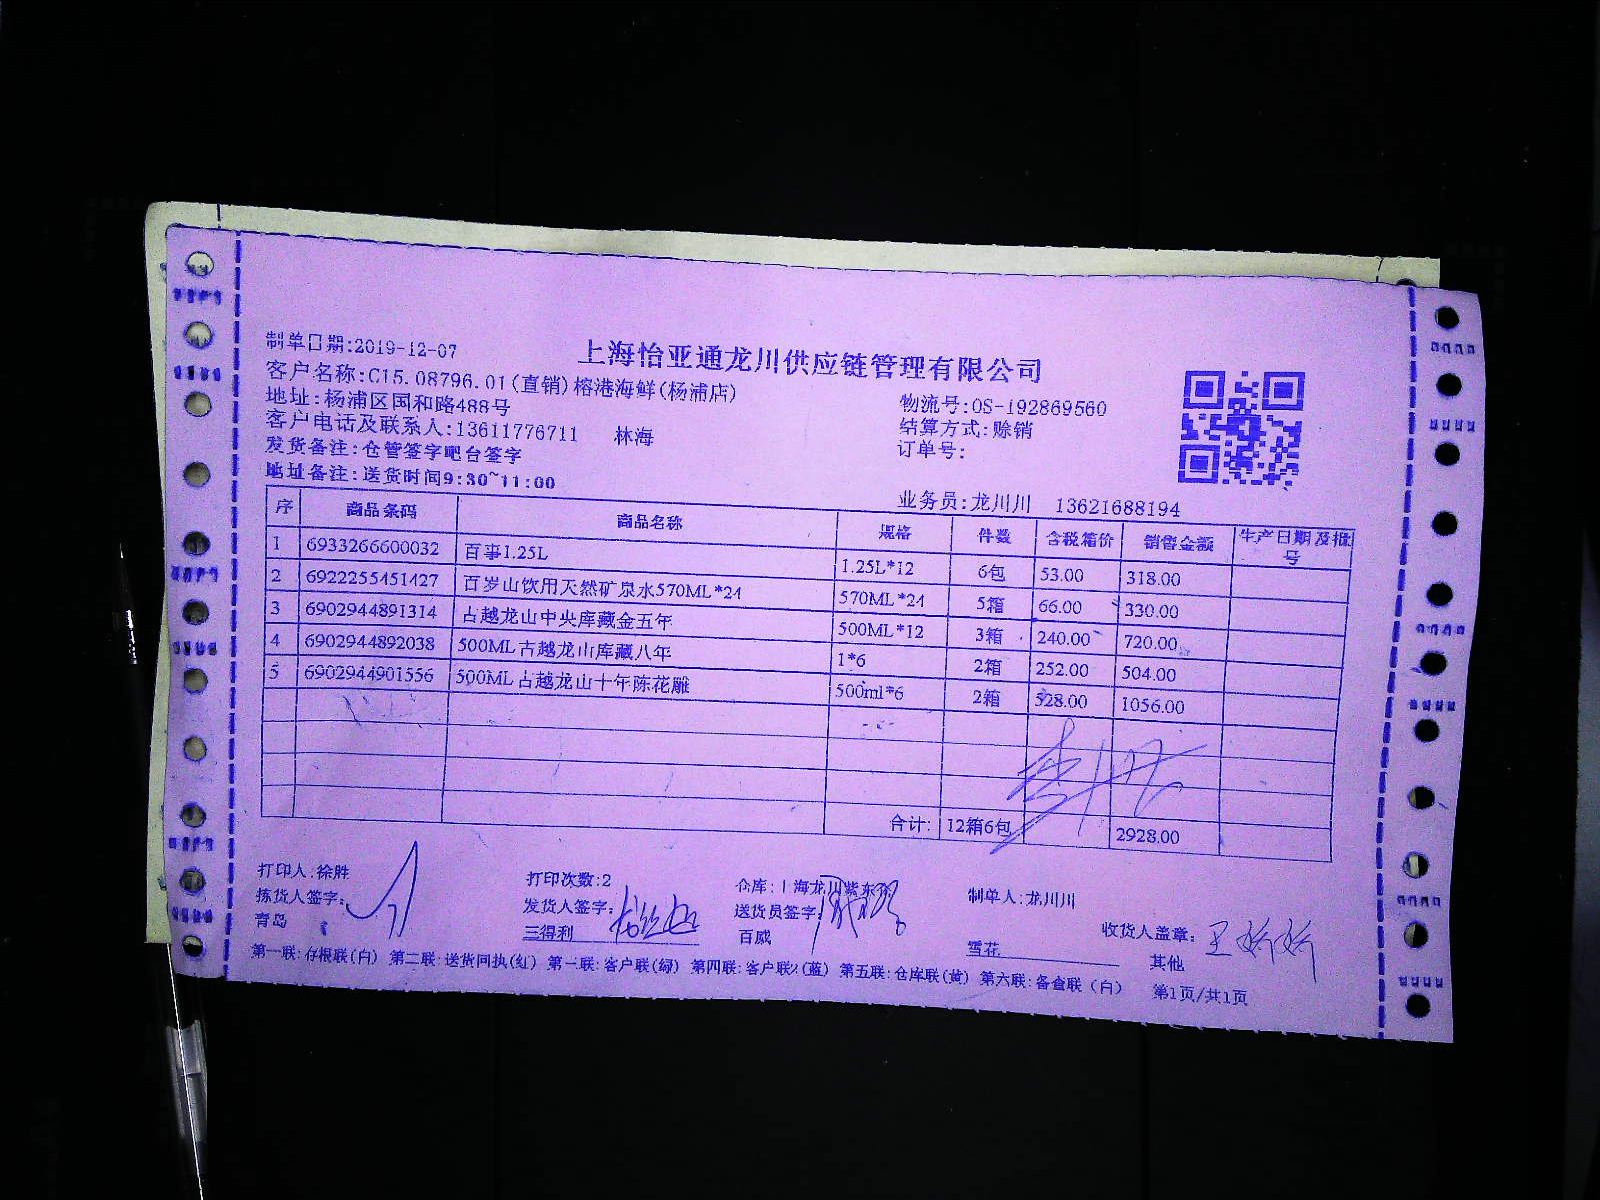 制单日期:2019-12-07
上海怡亚通龙川供应链管理有限公司
客户名称:C15.08796.01(直销)榕港海鲜(杨浦店)
地址:杨浦区国和路488号
物流号:OS-192869560
客户电话及联系人:13611776711 林海
结算方式:赊销
发货备注:仓管签字吧台签字
订单号:
地址备注:送货时间9:30~11:00
业务员:龙川川 13621688194
序 商品条码 商品名称 规格 件数 含税箱价 销售金额 生产日期及批号
1 6933266600032 百事1.25L 1.25L*12 6包 53.00 318.00
2 6922255451427 百岁山饮用天然矿泉水570ML*24 570ML*24 5箱 66.00 330.00
3 6902944891314 古越龙山中央库藏金五年 500ML*12 3箱 240.00 720.00
4 6902944892038 500ML古越龙山库藏八年 1*6 2箱 252.00 504.00
5 6902944901556 500ML古越龙山十年陈花雕 500ml*6 2箱 528.00 1056.00
合计: 12箱6包 2928.00
打印人:徐胜 打印次数:2 仓库:上海龙川紫东 制单人:龙川川
拣货人签字: 发货人签字: 送货员签字: 收货人盖章: 王娇娇
青岛 三得利 百威 雪花 其他
第一联:存根联(白) 第二联:送货回执(红) 第三联:客户联(绿) 第四联:客户联2(蓝) 第五联:仓库联(黄) 第六联:备查联(白) 第1页/共1页